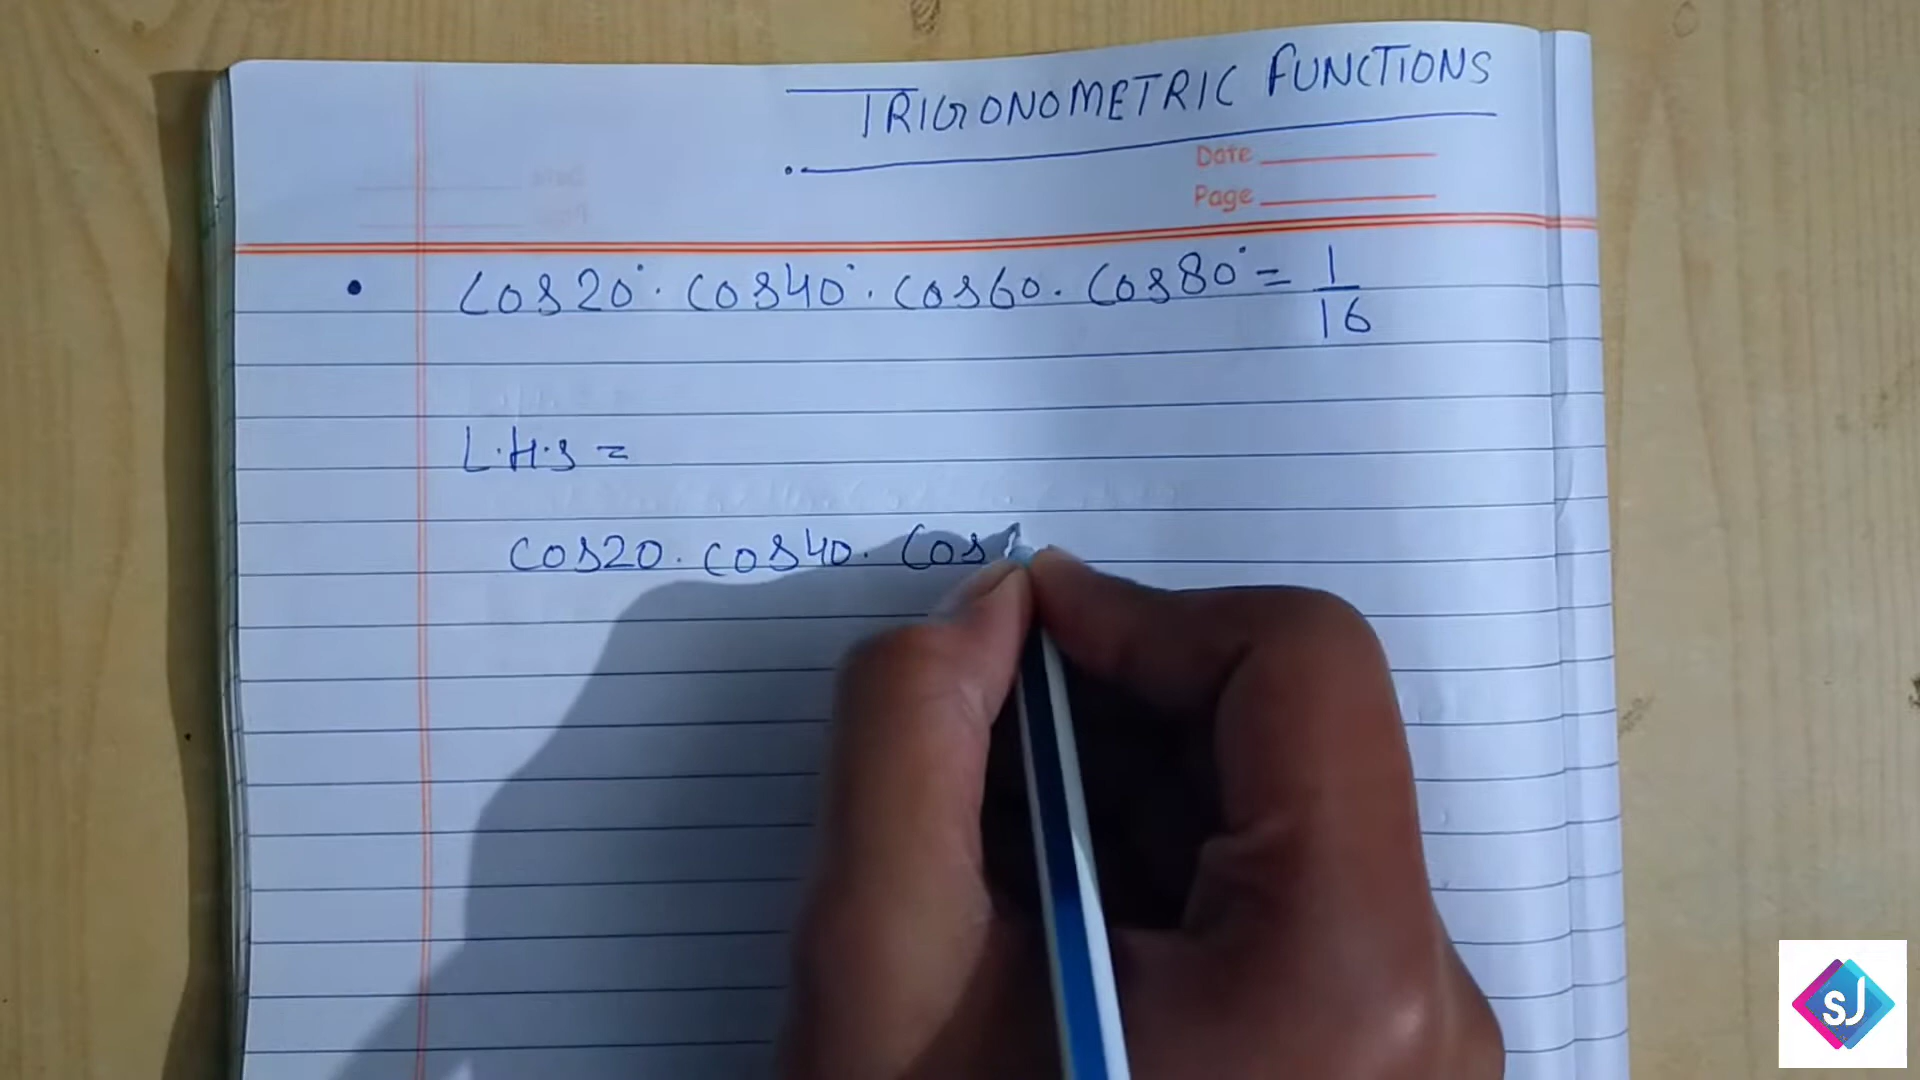 TRIGONOMETRIC FUNCTIONS
Date
Page
• Cos20° · Cos40° · Cos60 · Cos80° = 1/16
L.H.S =
Cos20 · Cos40 · Cos
SJ